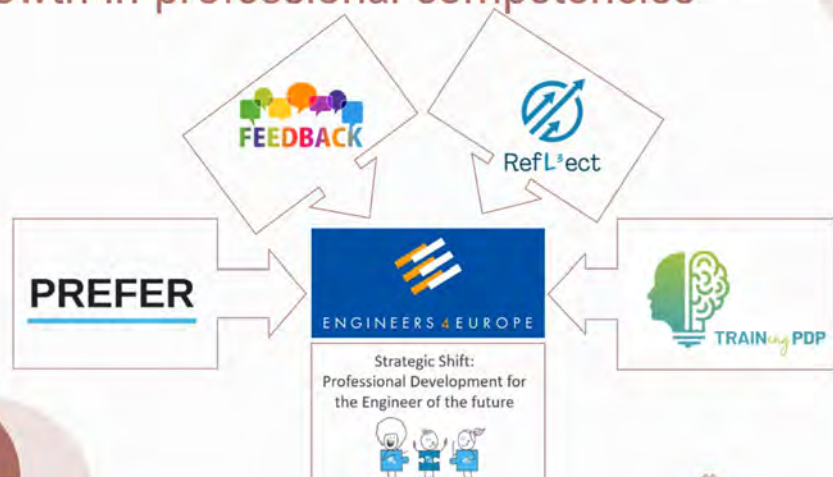 owth in professional competencies
FEEDBACK
RefL³ect
PREFER
ENGINEERS 4 EUROPE
TRAINeng PDP
Strategic Shift:
Professional Development for
the Engineer of the future